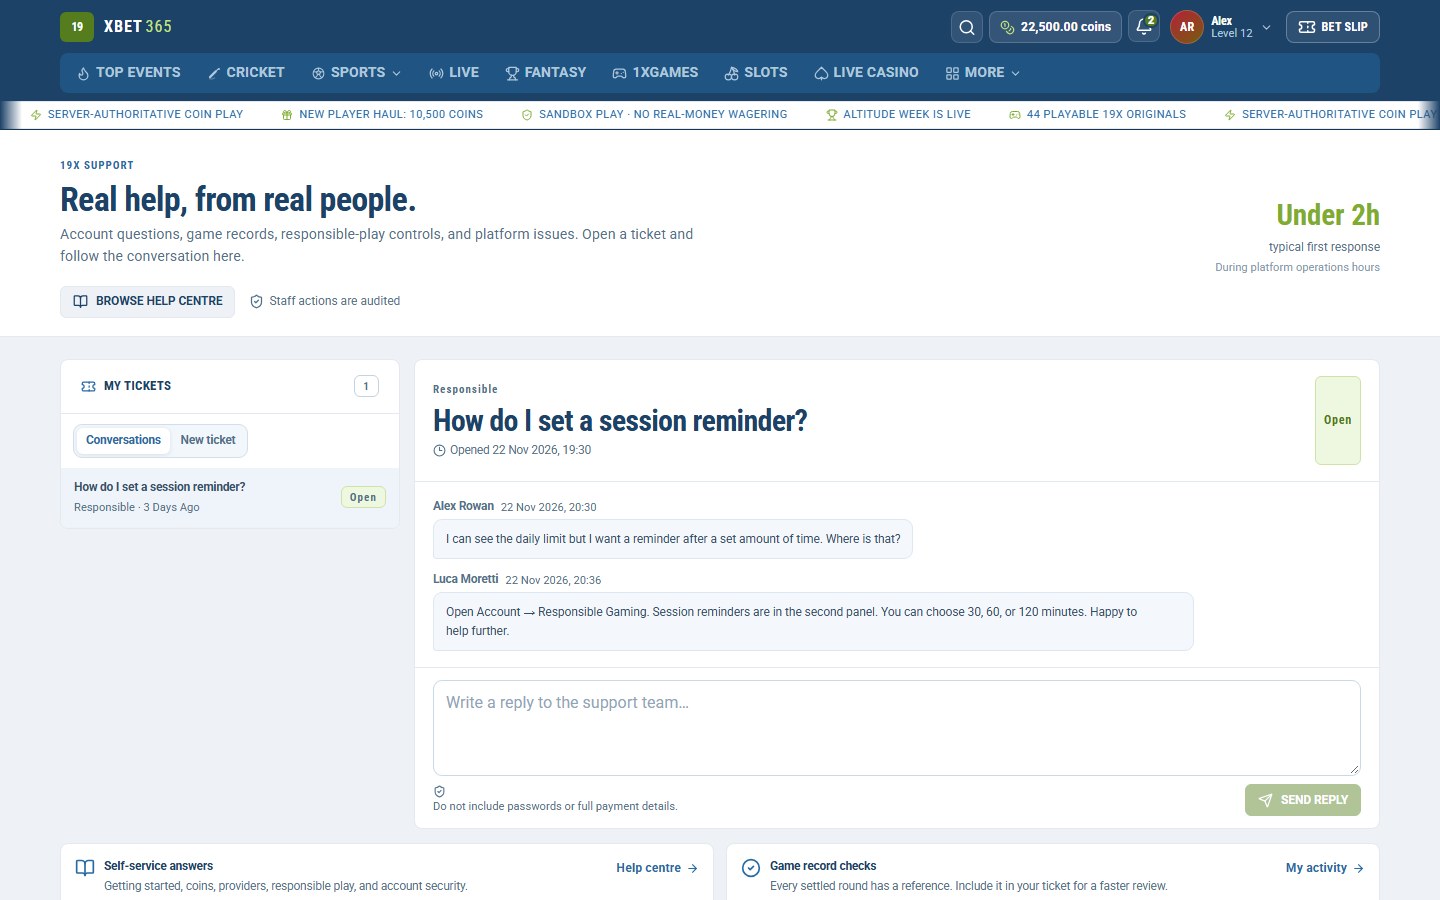 19 XBET 365
22,500.00 coins
2
AR
Alex
Level 12
BET SLIP
TOP EVENTS CRICKET SPORTS LIVE FANTASY 1XGAMES SLOTS LIVE CASINO MORE
SERVER-AUTHORITATIVE COIN PLAY NEW PLAYER HAUL: 10,500 COINS SANDBOX PLAY · NO REAL-MONEY WAGERING ALTITUDE WEEK IS LIVE 44 PLAYABLE 19X ORIGINALS SERVER-AUTHORITATIVE COIN PLAY
19X SUPPORT
Real help, from real people.
Account questions, game records, responsible-play controls, and platform issues. Open a ticket and
follow the conversation here.
BROWSE HELP CENTRE
Staff actions are audited
Under 2h
typical first response
During platform operations hours
MY TICKETS
1
Conversations New ticket
How do I set a session reminder?
Responsible · 3 Days Ago
Open
Responsible
How do I set a session reminder?
Opened 22 Nov 2026, 19:30
Open
Alex Rowan 22 Nov 2026, 20:30
I can see the daily limit but I want a reminder after a set amount of time. Where is that?
Luca Moretti 22 Nov 2026, 20:36
Open Account → Responsible Gaming. Session reminders are in the second panel. You can choose 30, 60, or 120 minutes. Happy to
help further.
Write a reply to the support team...
Do not include passwords or full payment details.
SEND REPLY
Self-service answers
Getting started, coins, providers, responsible play, and account security.
Help centre →
Game record checks
Every settled round has a reference. Include it in your ticket for a faster review.
My activity →